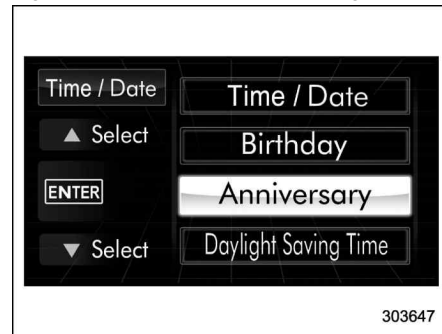 Time / Date
▲ Select
ENTER
▼ Select
Time / Date
Birthday
Anniversary
Daylight Saving Time
303647